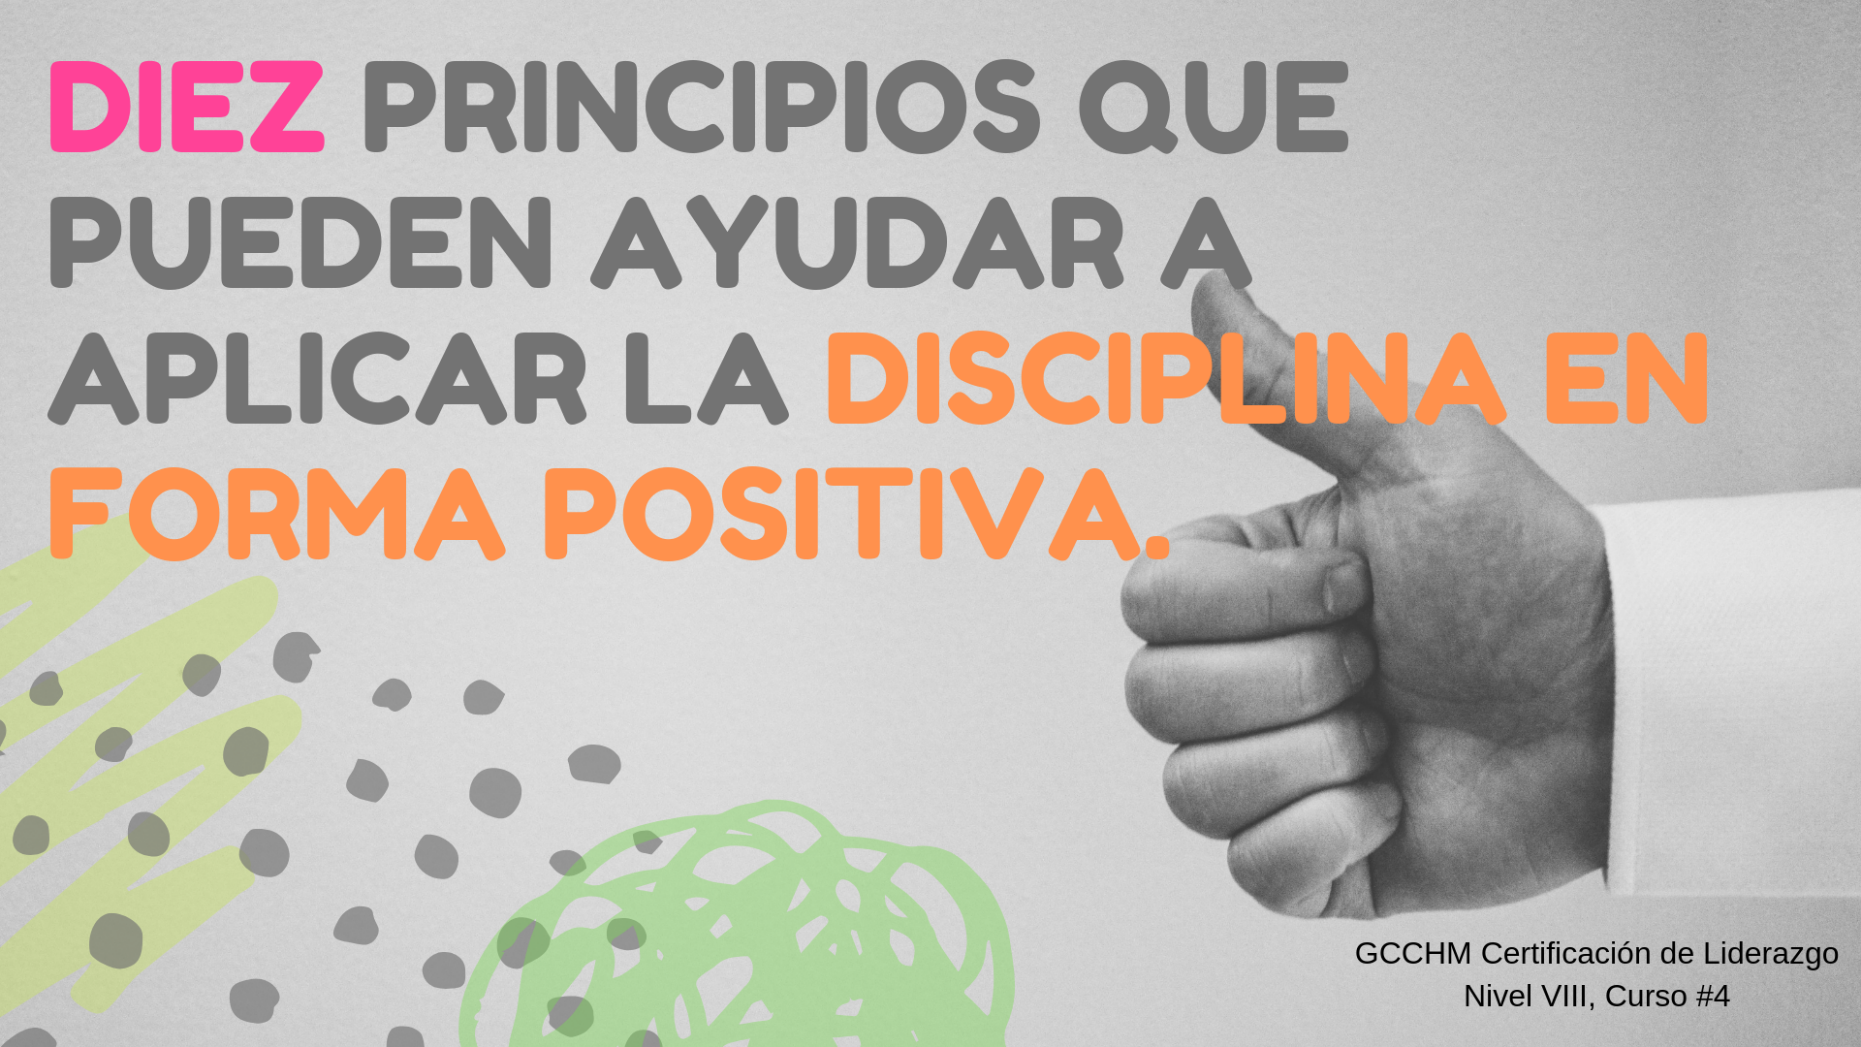 DIEZ PRINCIPIOS QUE
PUEDEN AYUDAR A
APLICAR LA DISCIPLINA EN
FORMA POSITIVA.
GCCHM Certificación de Liderazgo
Nivel VIII, Curso #4